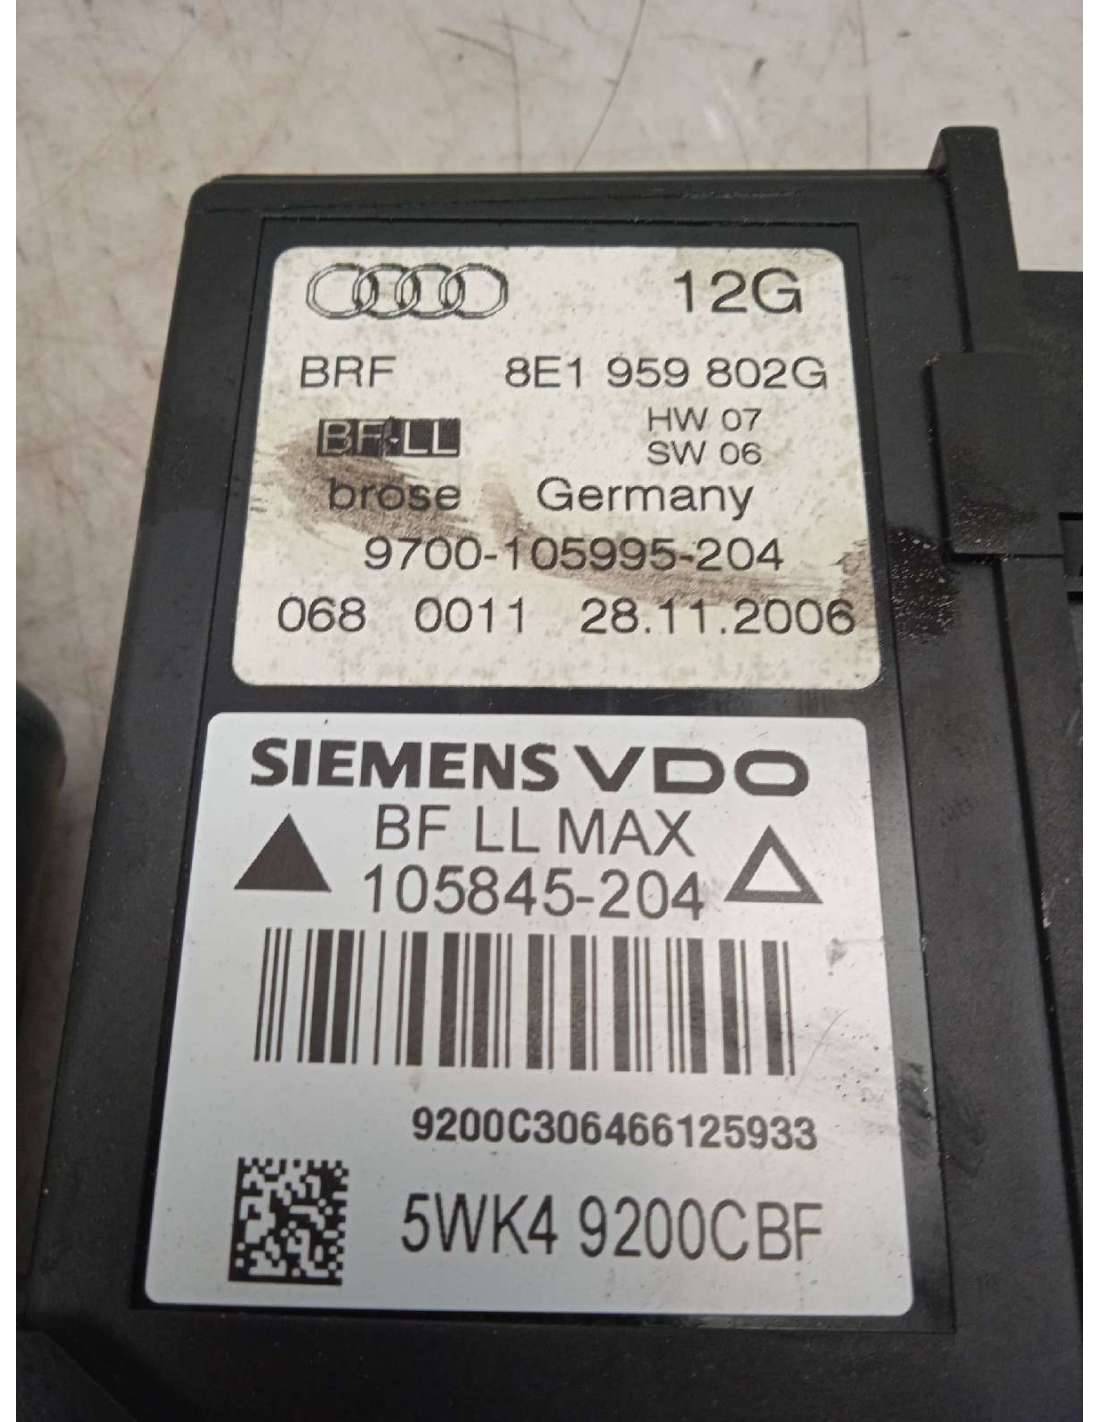 12G
BRF 8E1 959 802G
BF-LL HW 07
SW 06
brose Germany
9700-105995-204
068 0011 28.11.2006
SIEMENS VDO
BF LL MAX
105845-204
9200C306466125933
5WK4 9200CBF